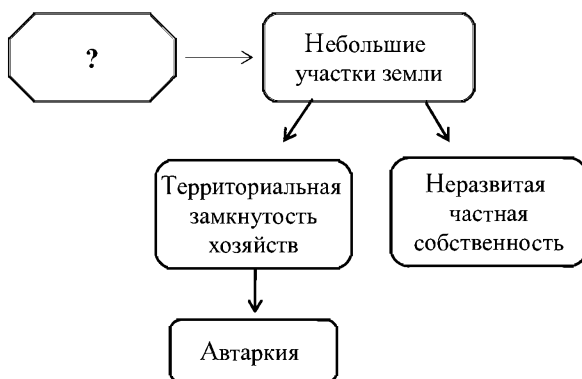 ?
Небольшие
участки земли
Территориальная
замкнутость
хозяйств
Неразвитая
частная
собственность
Автаркия